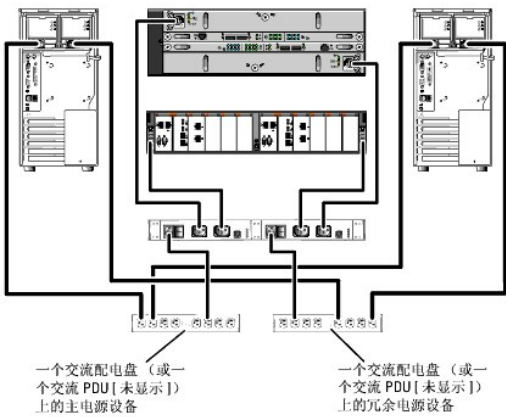 一个交流配电盘 （或一
个交流 PDU [ 未显示 ]）
上的主电源设备
一个交流配电盘 （或一
个交流 PDU [ 未显示 ]）
上的冗余电源设备